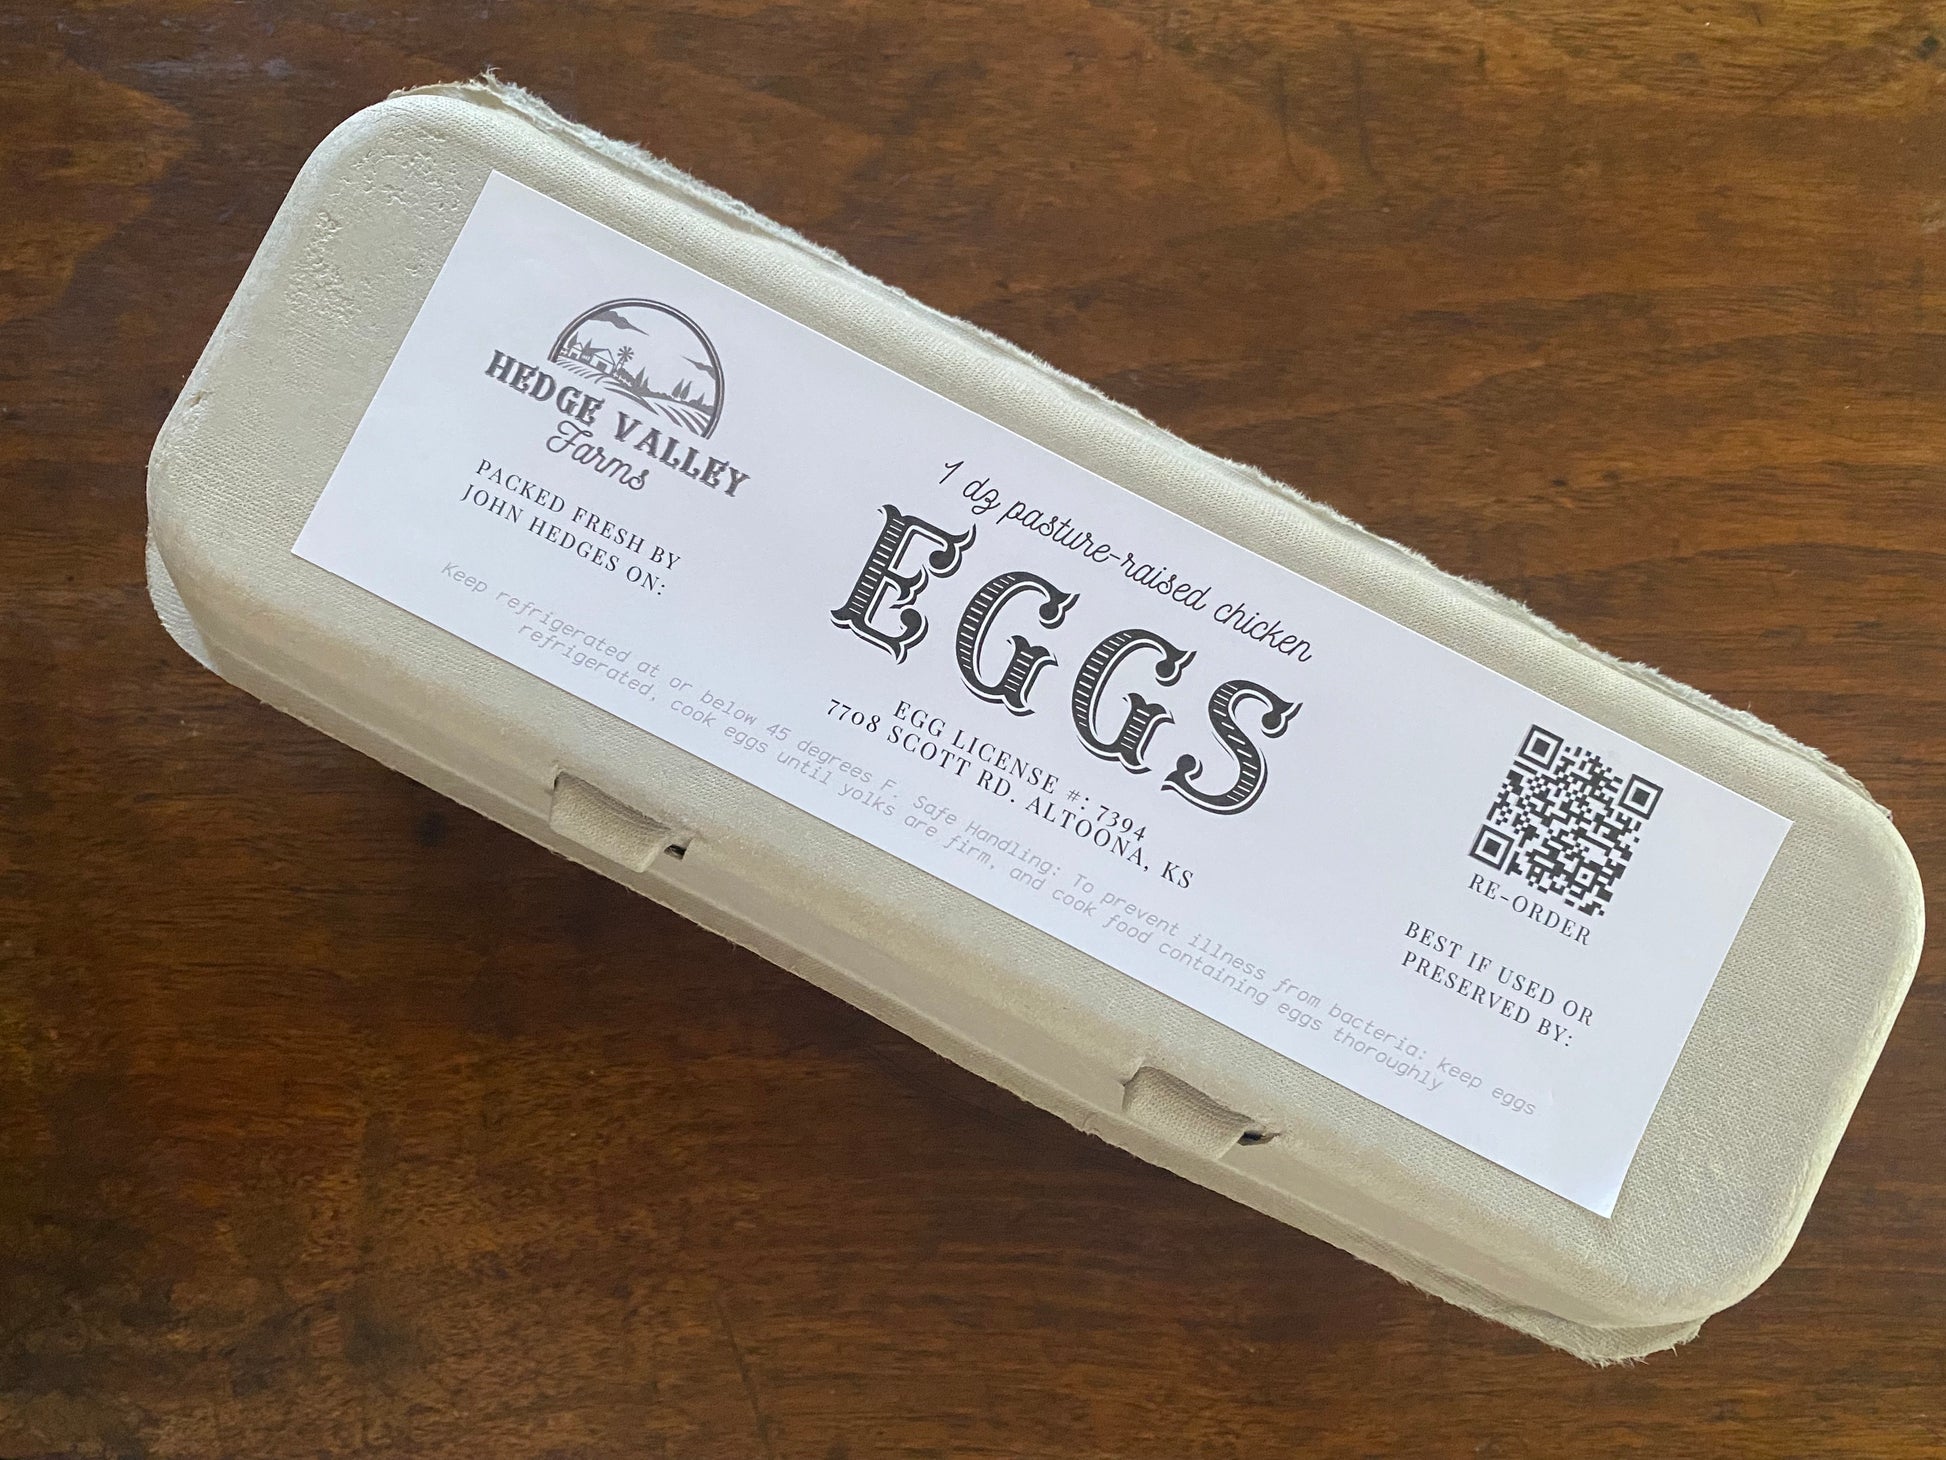 HEDGE VALLEY
Farms
PACKED FRESH BY
JOHN HEDGES ON:
1 dz pasture-raised chicken
EGGS
EGG LICENSE #: 7394
7708 SCOTT RD. ALTOONA, KS
RE-ORDER
BEST IF USED OR
PRESERVED BY:
Keep refrigerated at or below 45 degrees F. Safe Handling: To prevent illness from bacteria: keep eggs
refrigerated, cook eggs until yolks are firm, and cook food containing eggs thoroughly